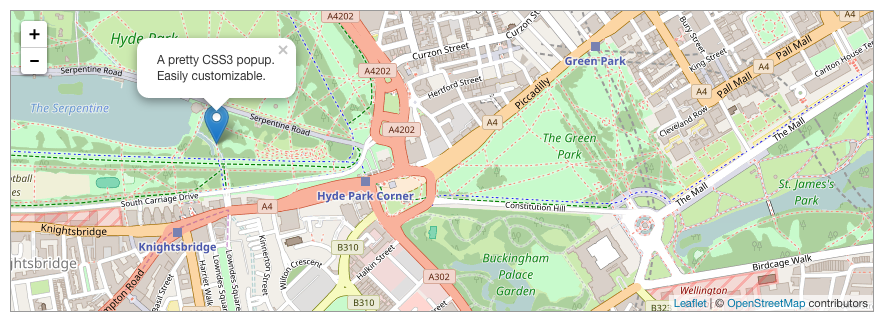 +
−
Hyde Park
A pretty CSS3 popup.
Easily customizable.
×
Serpentine Road
The Serpentine
Serpentine Road
South Carriage Drive
A4
Knightsbridge
Knightsbridge
A4202
A4202
A4202
Hyde Park Corner
Curzon Street
Curzon Street
Hertford Street
Piccadilly
A4
Green Park
The Green
Park
Bury Street
King Street
A4
A4
Pall Mall
Pall Mall
Cleveland Row
Carlton House Ter
The Mall
The Mall
St. James's
Park
Constitution Hill
Birdcage Walk
Buckingham
Palace
Garden
Wellington
B310
B310
A302
Halkin Street
Wilton Crescent
Kinnerton Street
Lowndes Square
Lowndes Square
Harriet Walk
Basil Street
mpton Road
ghtsbridge
es
B32
Leaflet | © OpenStreetMap contributors